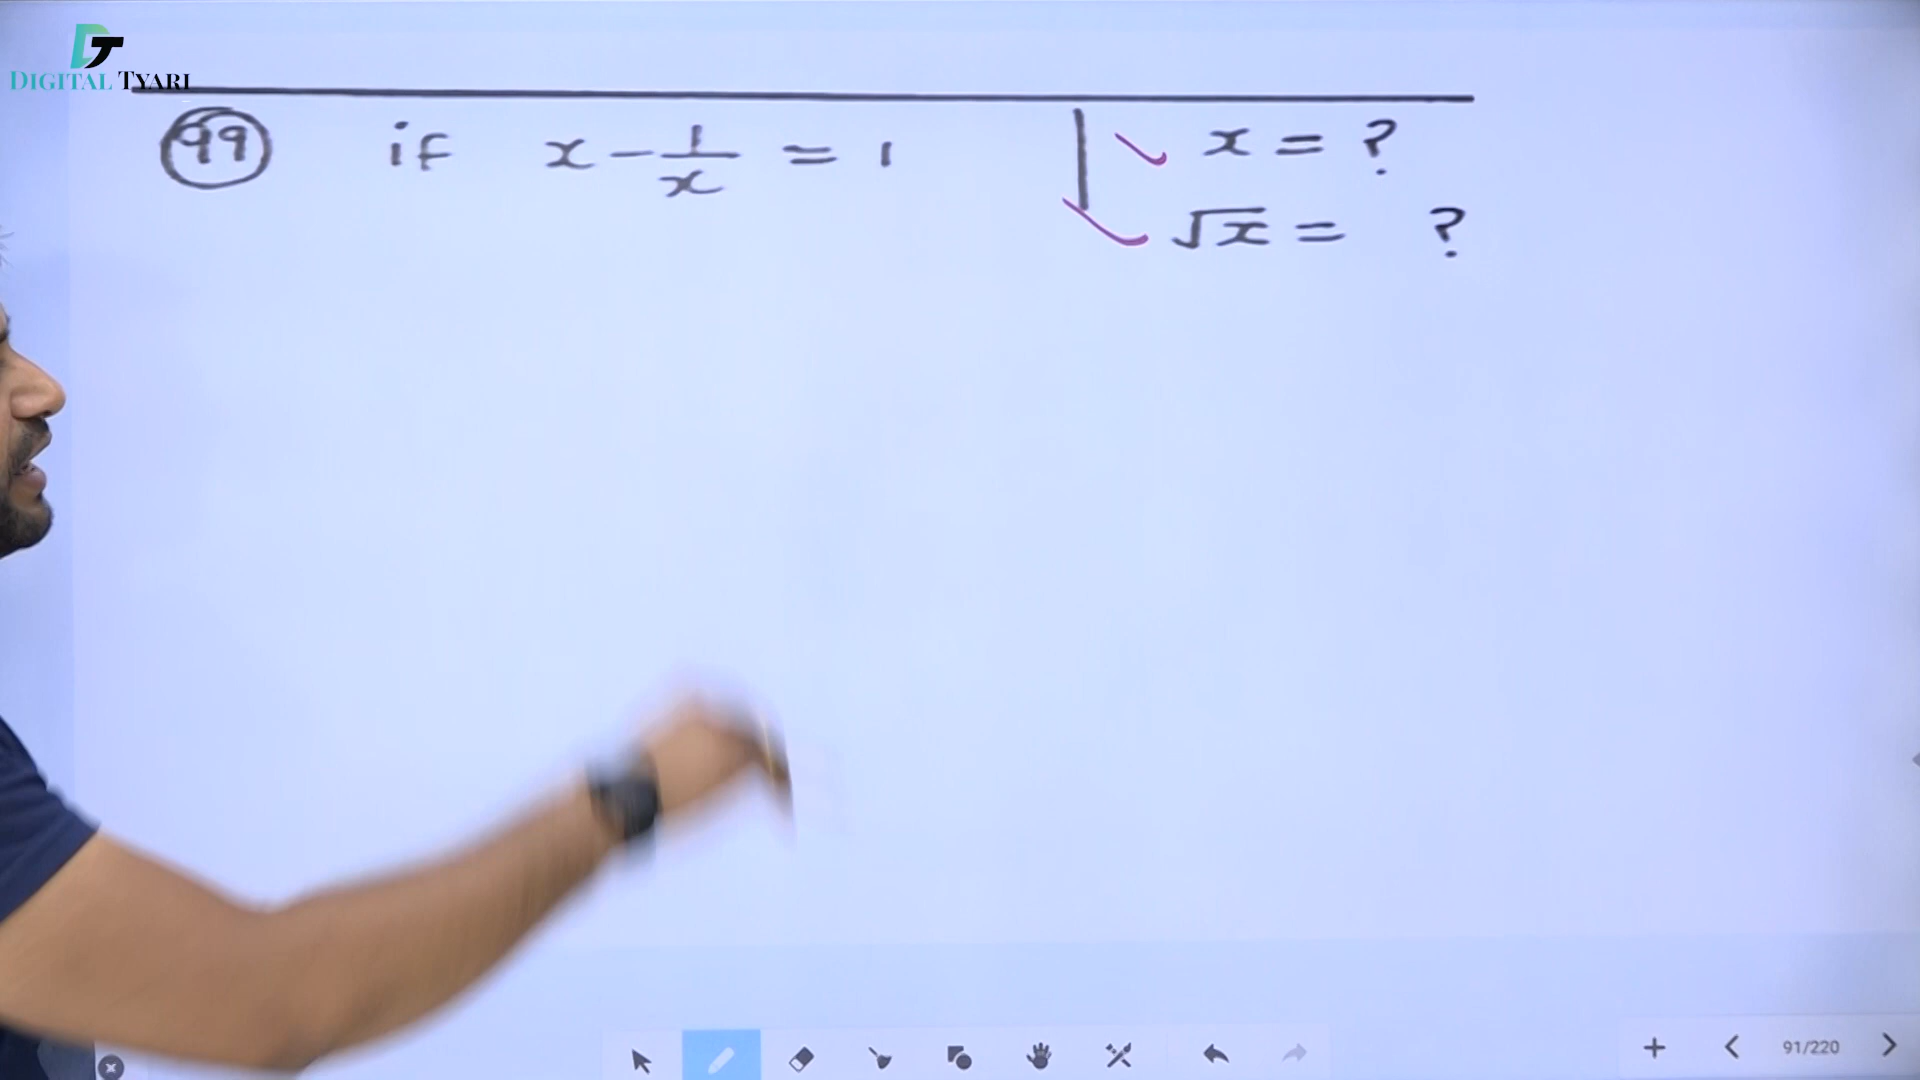 DIGITAL TYARI
99 if x - 1/x = 1 x = ?
√x = ?
91/220